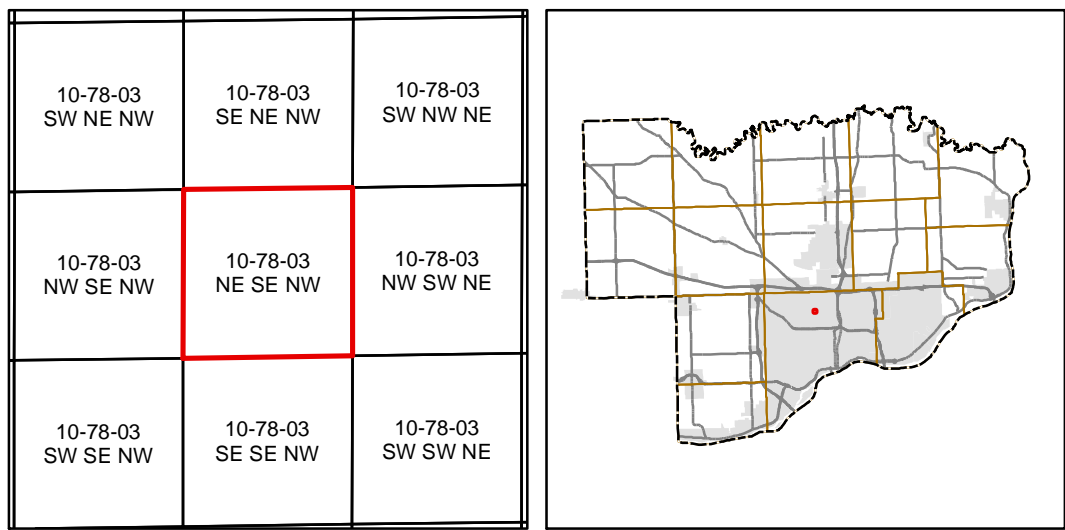 10-78-03
SW NE NW
10-78-03
SE NE NW
10-78-03
SW NW NE
10-78-03
NW SE NW
10-78-03
NE SE NW
10-78-03
NW SW NE
10-78-03
SW SE NW
10-78-03
SE SE NW
10-78-03
SW SW NE